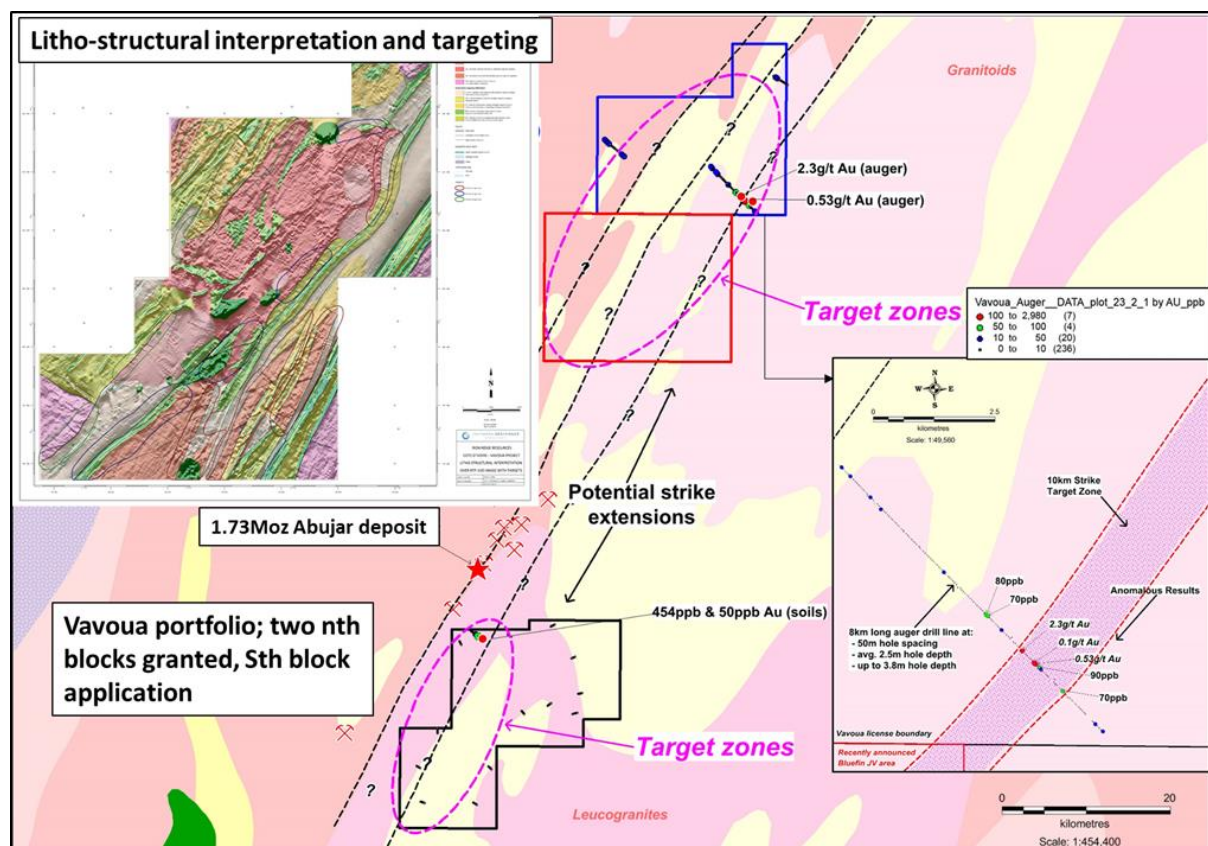 Litho-structural interpretation and targeting
Granitoids
?
?
?
?
?
?
2.3g/t Au (auger)
0.53g/t Au (auger)
Target zones
Vavoua_Auger__DATA_plot_23_2_1 by AU_ppb
100 to 2,980 (7)
50 to 100 (4)
10 to 50 (20)
0 to 10 (236)
?
N
Potential strike
extensions
1.73Moz Abujar deposit
?
454ppb & 50ppb Au (soils)
Vavoua portfolio; two nth
blocks granted, Sth block
application
Target zones
?
?
Leucogranites
N
W E
S
0 2.5
kilometres
Scale: 1:49,560
10km Strike
Target Zone
80ppb
70ppb
Anomalous Results
2.3g/t Au
0.1g/t Au
0.53g/t Au
90ppb
70ppb
8km long auger drill line at:
- 50m hole spacing
- avg. 2.5m hole depth
- up to 3.8m hole depth
Vavoua license boundary
Recently announced
Bluefin JV area
0 20
kilometres
Scale: 1:454,400